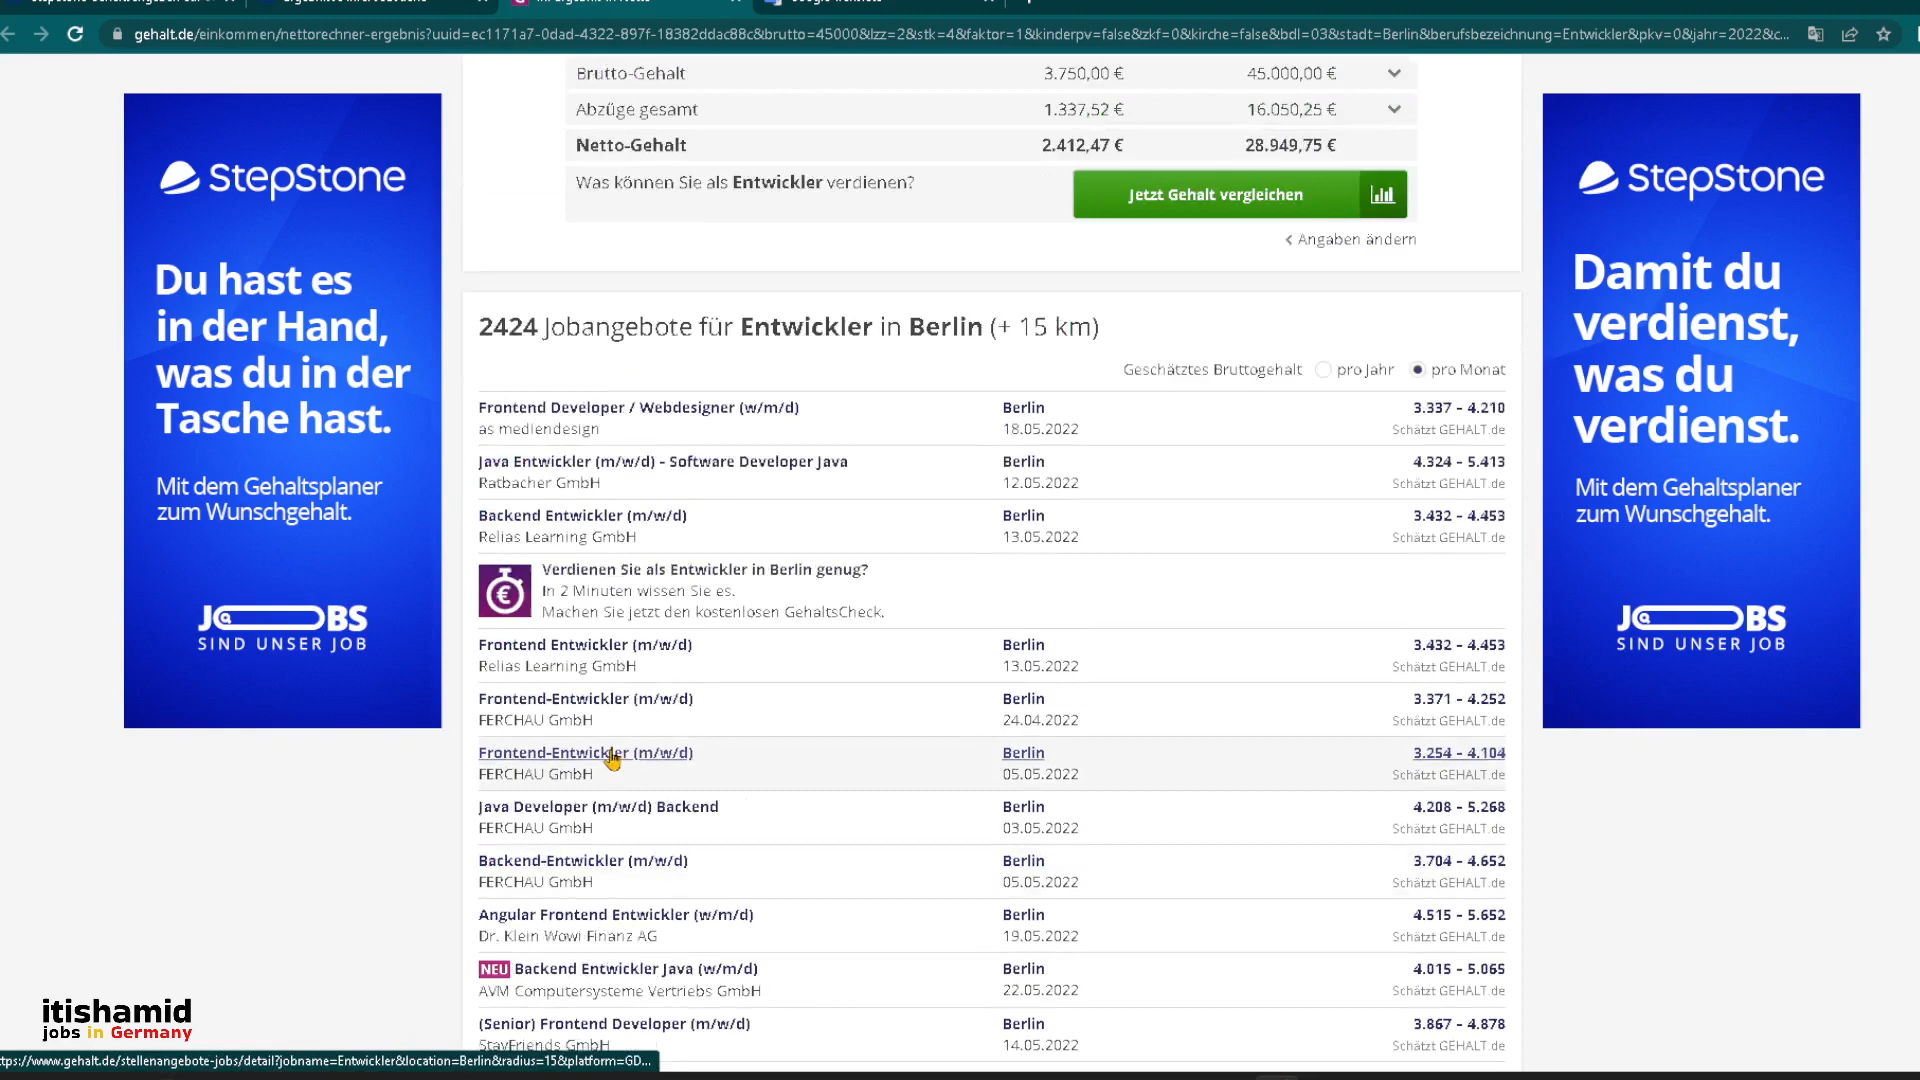 gehalt.de/einkommen/nettorechner-ergebnis?uuid=ec1171a7-0dad-4322-897f-18382ddac88c&brutto=45000&lzz=2&stk=4&faktor=1&kinderpv=false&zkf=0&kirche=false&bdl=03&stadt=Berlin&berufsbezeichnung=Entwickler&pkv=0&jahr=2022&c...
Brutto-Gehalt 3.750,00 € 45.000,00 €
Abzüge gesamt 1.337,52 € 16.050,25 €
Netto-Gehalt 2.412,47 € 28.949,75 €
Was können Sie als Entwickler verdienen? Jetzt Gehalt vergleichen
< Angaben ändern
StepStone
Du hast es
in der Hand,
was du in der
Tasche hast.
Mit dem Gehaltsplaner
zum Wunschgehalt.
JOBS
SIND UNSER JOB
2424 Jobangebote für Entwickler in Berlin (+ 15 km)
Geschätztes Bruttogehalt pro Jahr pro Monat
Frontend Developer / Webdesigner (w/m/d) Berlin 3.337 - 4.210
as mediendesign 18.05.2022 Schätzt GEHALT.de
Java Entwickler (m/w/d) - Software Developer Java Berlin 4.324 - 5.413
Ratbacher GmbH 12.05.2022 Schätzt GEHALT.de
Backend Entwickler (m/w/d) Berlin 3.432 - 4.453
Relias Learning GmbH 13.05.2022 Schätzt GEHALT.de
Verdienen Sie als Entwickler in Berlin genug?
In 2 Minuten wissen Sie es.
Machen Sie jetzt den kostenlosen GehaltsCheck.
Frontend Entwickler (m/w/d) Berlin 3.432 - 4.453
Relias Learning GmbH 13.05.2022 Schätzt GEHALT.de
Frontend-Entwickler (m/w/d) Berlin 3.371 - 4.252
FERCHAU GmbH 24.04.2022 Schätzt GEHALT.de
Frontend-Entwickler (m/w/d) Berlin 3.254 - 4.104
FERCHAU GmbH 05.05.2022 Schätzt GEHALT.de
Java Developer (m/w/d) Backend Berlin 4.208 - 5.268
FERCHAU GmbH 03.05.2022 Schätzt GEHALT.de
Backend-Entwickler (m/w/d) Berlin 3.704 - 4.652
FERCHAU GmbH 05.05.2022 Schätzt GEHALT.de
Angular Frontend Entwickler (w/m/d) Berlin 4.515 - 5.652
Dr. Klein Wowi Finanz AG 19.05.2022 Schätzt GEHALT.de
NEU Backend Entwickler Java (w/m/d) Berlin 4.015 - 5.065
AVM Computersysteme Vertriebs GmbH 22.05.2022 Schätzt GEHALT.de
(Senior) Frontend Developer (m/w/d) Berlin 3.867 - 4.878
StayFriends GmbH 14.05.2022 Schätzt GEHALT.de
StepStone
Damit du
verdienst,
was du
verdienst.
Mit dem Gehaltsplaner
zum Wunschgehalt.
JOBS
SIND UNSER JOB
itishamid
jobs in Germany
ttps://www.gehalt.de/stellenangebote-jobs/detail?jobname=Entwickler&location=Berlin&radius=15&platform=GD...